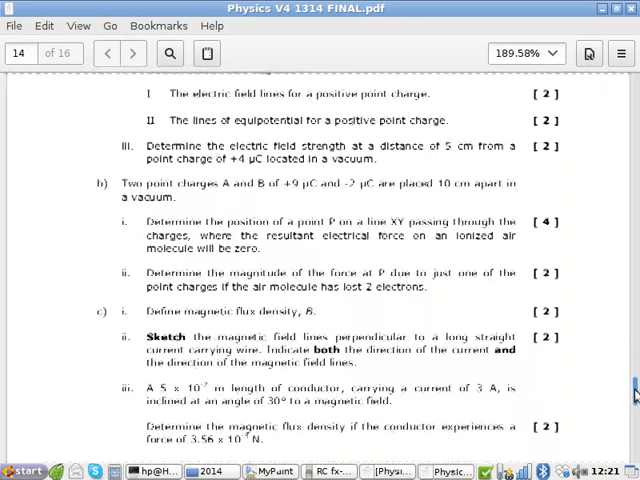 Physics V4 1314 FINAL.pdf
File Edit View Go Bookmarks Help
14 of 16 189.58%
I The electric field lines for a positive point charge. [ 2 ]
II The lines of equipotential for a positive point charge. [ 2 ]
iii. Determine the electric field strength at a distance of 5 cm from a [ 2 ]
point charge of +4 µC located in a vacuum.
b) Two point charges A and B of +9 µC and -2 µC are placed 10 cm apart in
a vacuum.
i. Determine the position of a point P on a line XY passing through the [ 4 ]
charges, where the resultant electrical force on an ionized air
molecule will be zero.
ii. Determine the magnitude of the force at P due to just one of the [ 2 ]
point charges if the air molecule has lost 2 electrons.
c) i. Define magnetic flux density, B. [ 2 ]
ii. Sketch the magnetic field lines perpendicular to a long straight [ 2 ]
current carrying wire. Indicate both the direction of the current and
the direction of the magnetic field lines.
iii. A 5 x 10⁻² m length of conductor, carrying a current of 3 A, is
inclined at an angle of 30° to a magnetic field.
Determine the magnetic flux density if the conductor experiences a [ 2 ]
force of 3.56 x 10 N.
start hp@H... 2014 MyPaint RC fx-... [Physi... Physic... 12:21